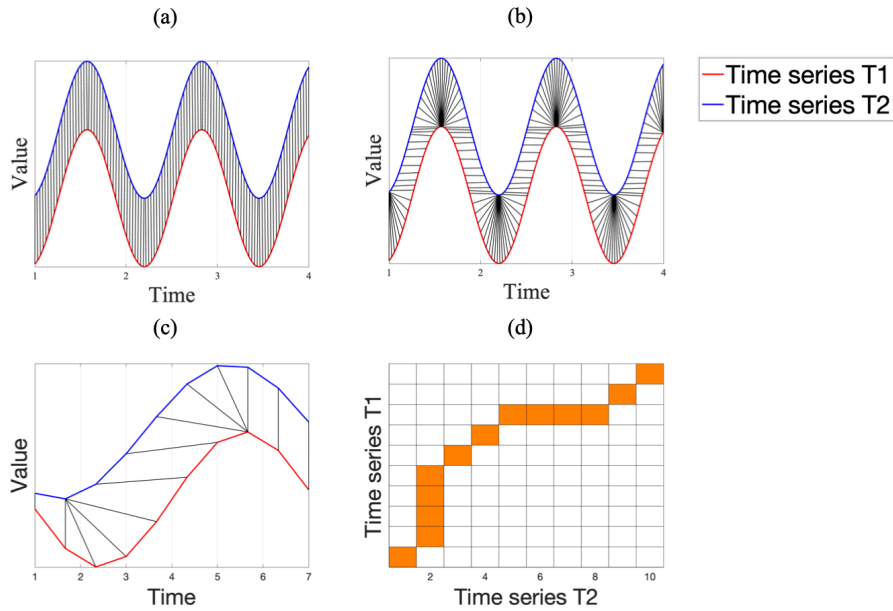 (a)
(b)
Time series T1
Time series T2
Value
1
2
3
4
Time
Value
1
2
3
4
Time
(c)
(d)
Value
1
2
3
4
5
6
7
Time
Time series T1
2
4
6
8
10
Time series T2